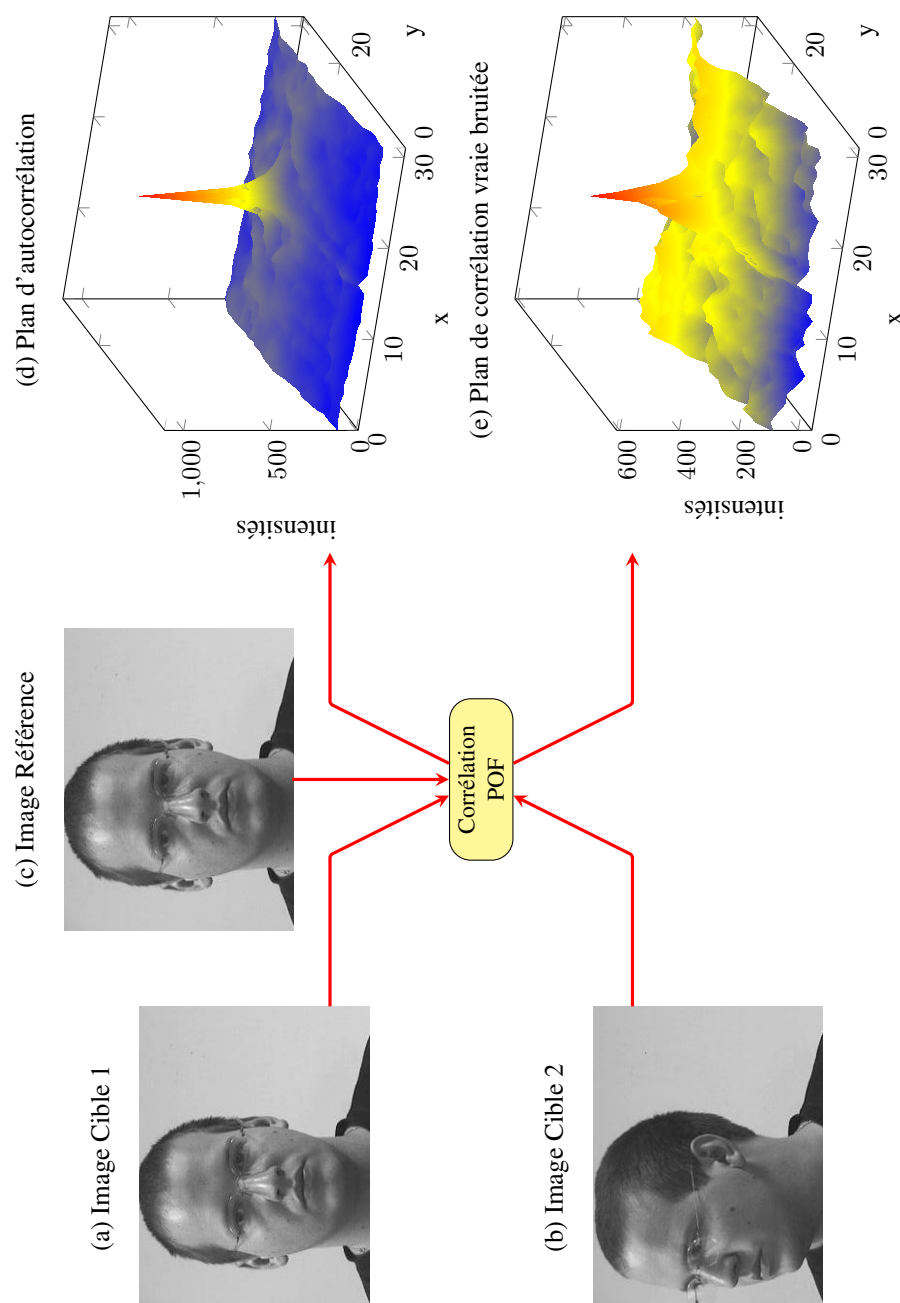 (a) Image Cible 1
(b) Image Cible 2
(c) Image Référence
Corrélation
POF
(d) Plan d'autocorrélation
intensités
1,000
500
0
0
10
20
30
x
0
20
y
(e) Plan de corrélation vraie bruitée
intensités
600
400
200
0
0
10
20
30
x
0
20
y